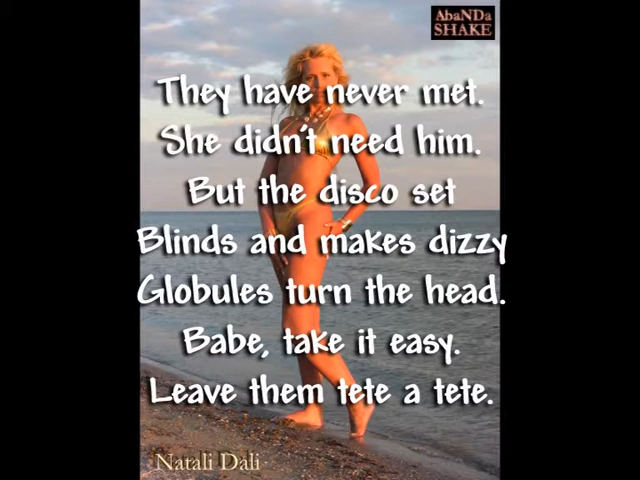 AbaNDa
SHAKE
They have never met.
She didn't need him.
But the disco set
Blinds and makes dizzy
Globules turn the head.
Babe, take it easy.
Leave them tete a tete.
Natali Dali